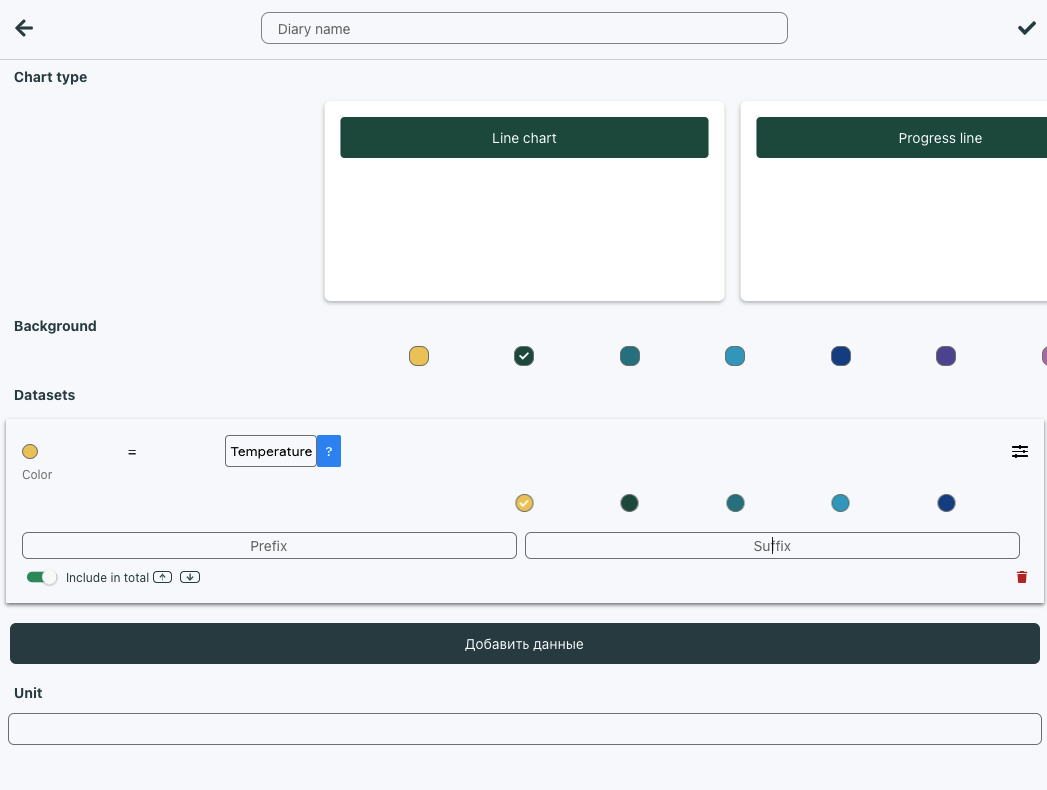 Diary name
Chart type
Line chart
Progress line
Background
Datasets
= Temperature ?
Color
Prefix Suffix
Include in total
Добавить данные
Unit